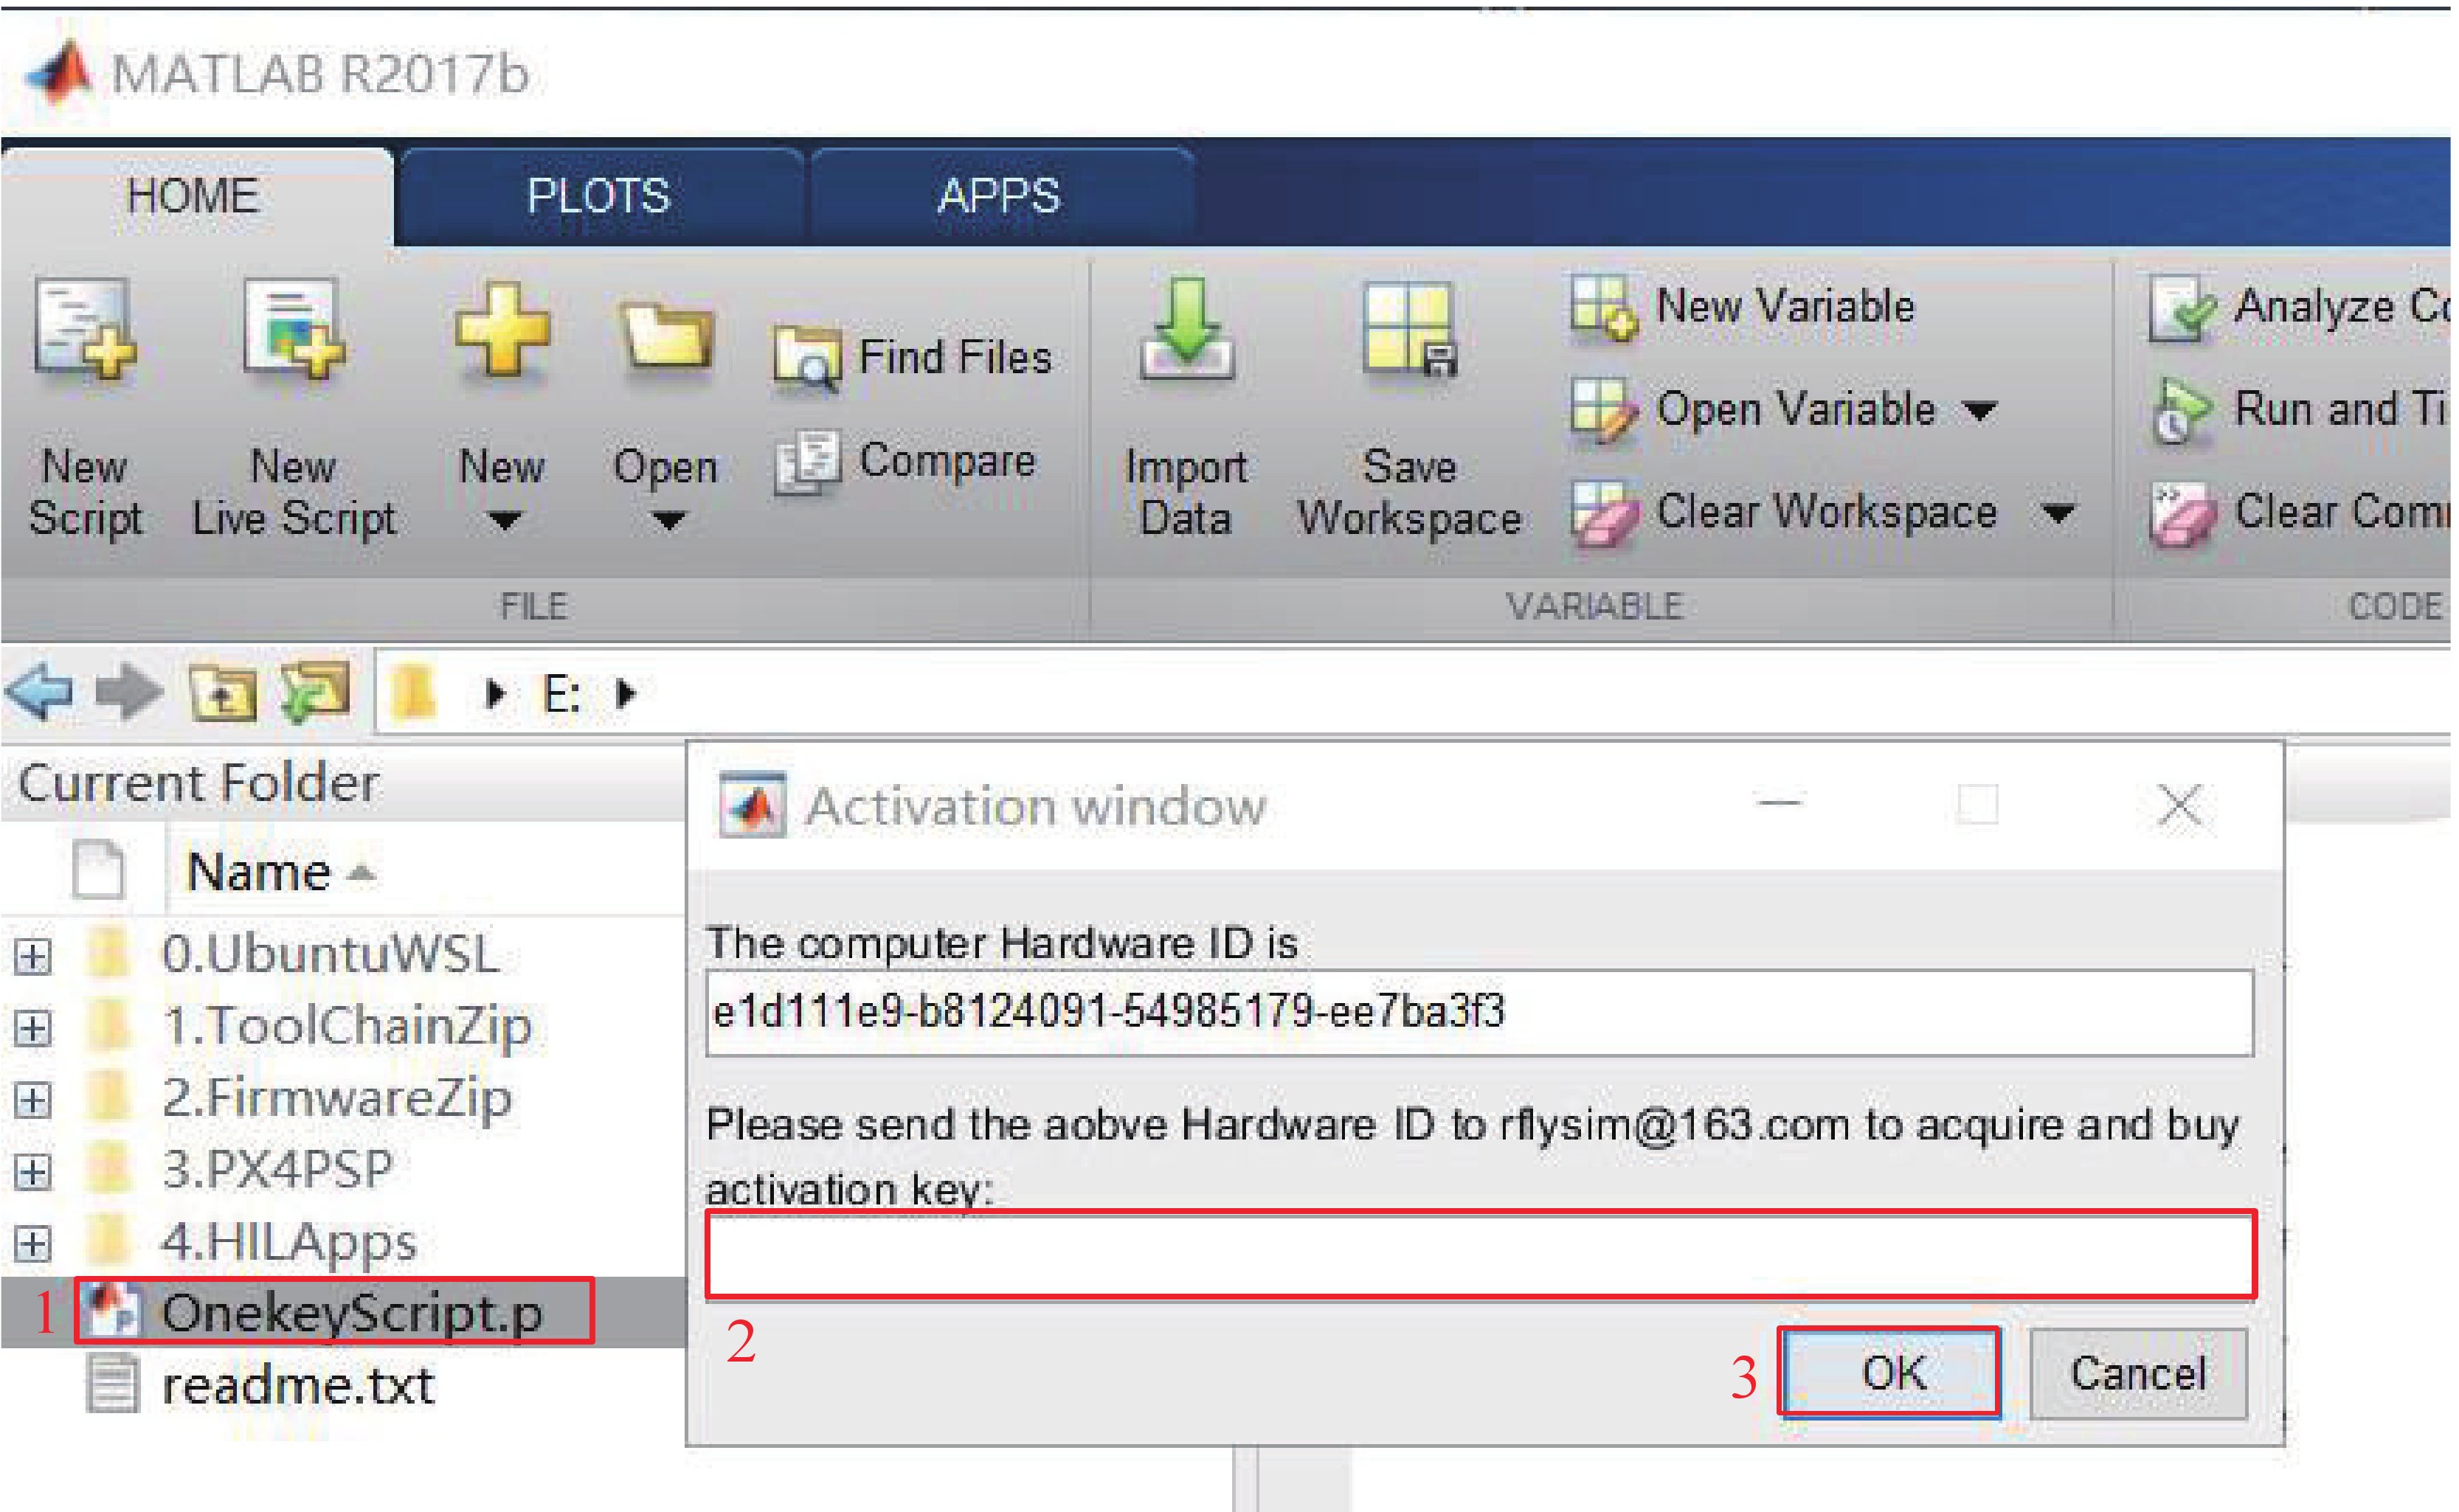 MATLAB R2017b
HOME PLOTS APPS
New Script
New Live Script
New
Open
Find Files
Compare
Import Data
Save Workspace
New Variable
Open Variable
Clear Workspace
Analyze Co
Run and Ti
Clear Com
FILE VARIABLE CODE
E:
Current Folder
Name
0.UbuntuWSL
1.ToolChainZip
2.FirmwareZip
3.PX4PSP
4.HILApps
1 OnekeyScript.p
readme.txt
Activation window
The computer Hardware ID is
e1d111e9-b8124091-54985179-ee7ba3f3
Please send the aobve Hardware ID to rflysim@163.com to acquire and buy
activation key:
2
3 OK Cancel